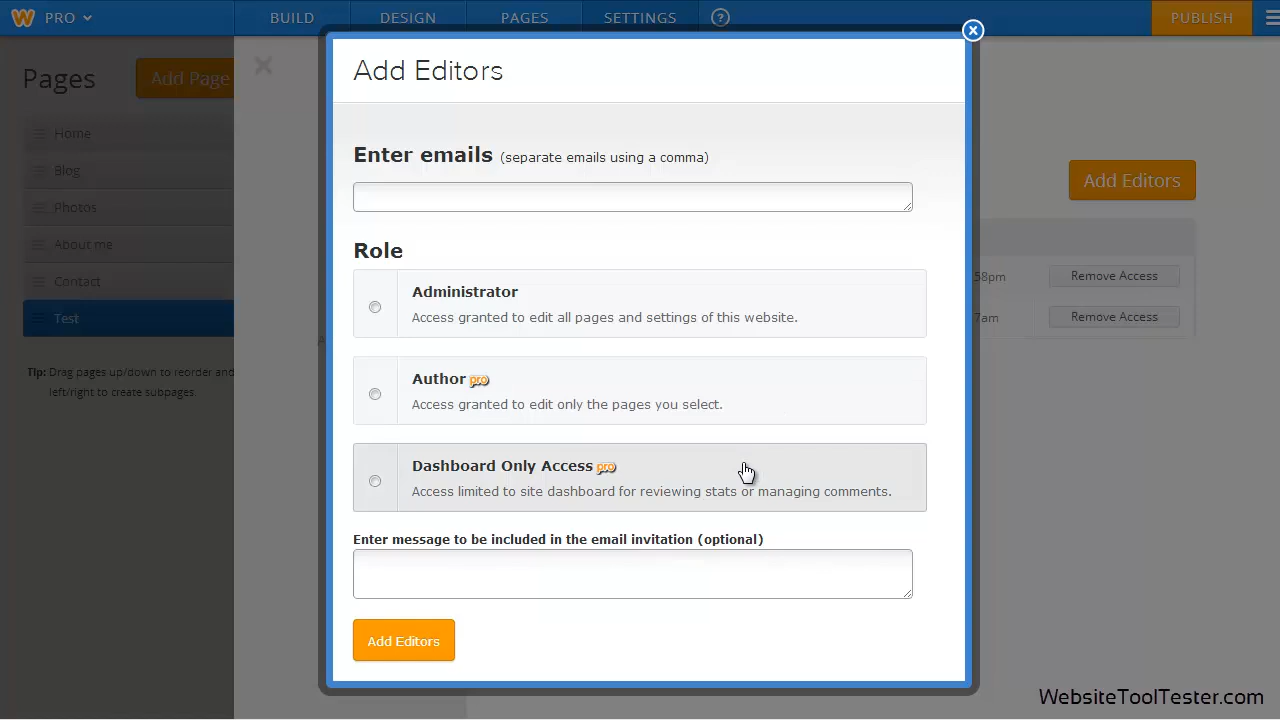 PRO BUILD DESIGN PAGES SETTINGS ? PUBLISH
Pages
Add Page
Home
Blog
Photos
About me
Contact
Test
Tip: Drag pages up/down to reorder and
left/right to create subpages
Add Editors
Enter emails (separate emails using a comma)
Role
Administrator
Access granted to edit all pages and settings of this website.
Author pro
Access granted to edit only the pages you select.
Dashboard Only Access pro
Access limited to site dashboard for reviewing stats or managing comments.
Enter message to be included in the email invitation (optional)
Add Editors
Add Editors
58pm Remove Access
7am Remove Access
WebsiteToolTester.com